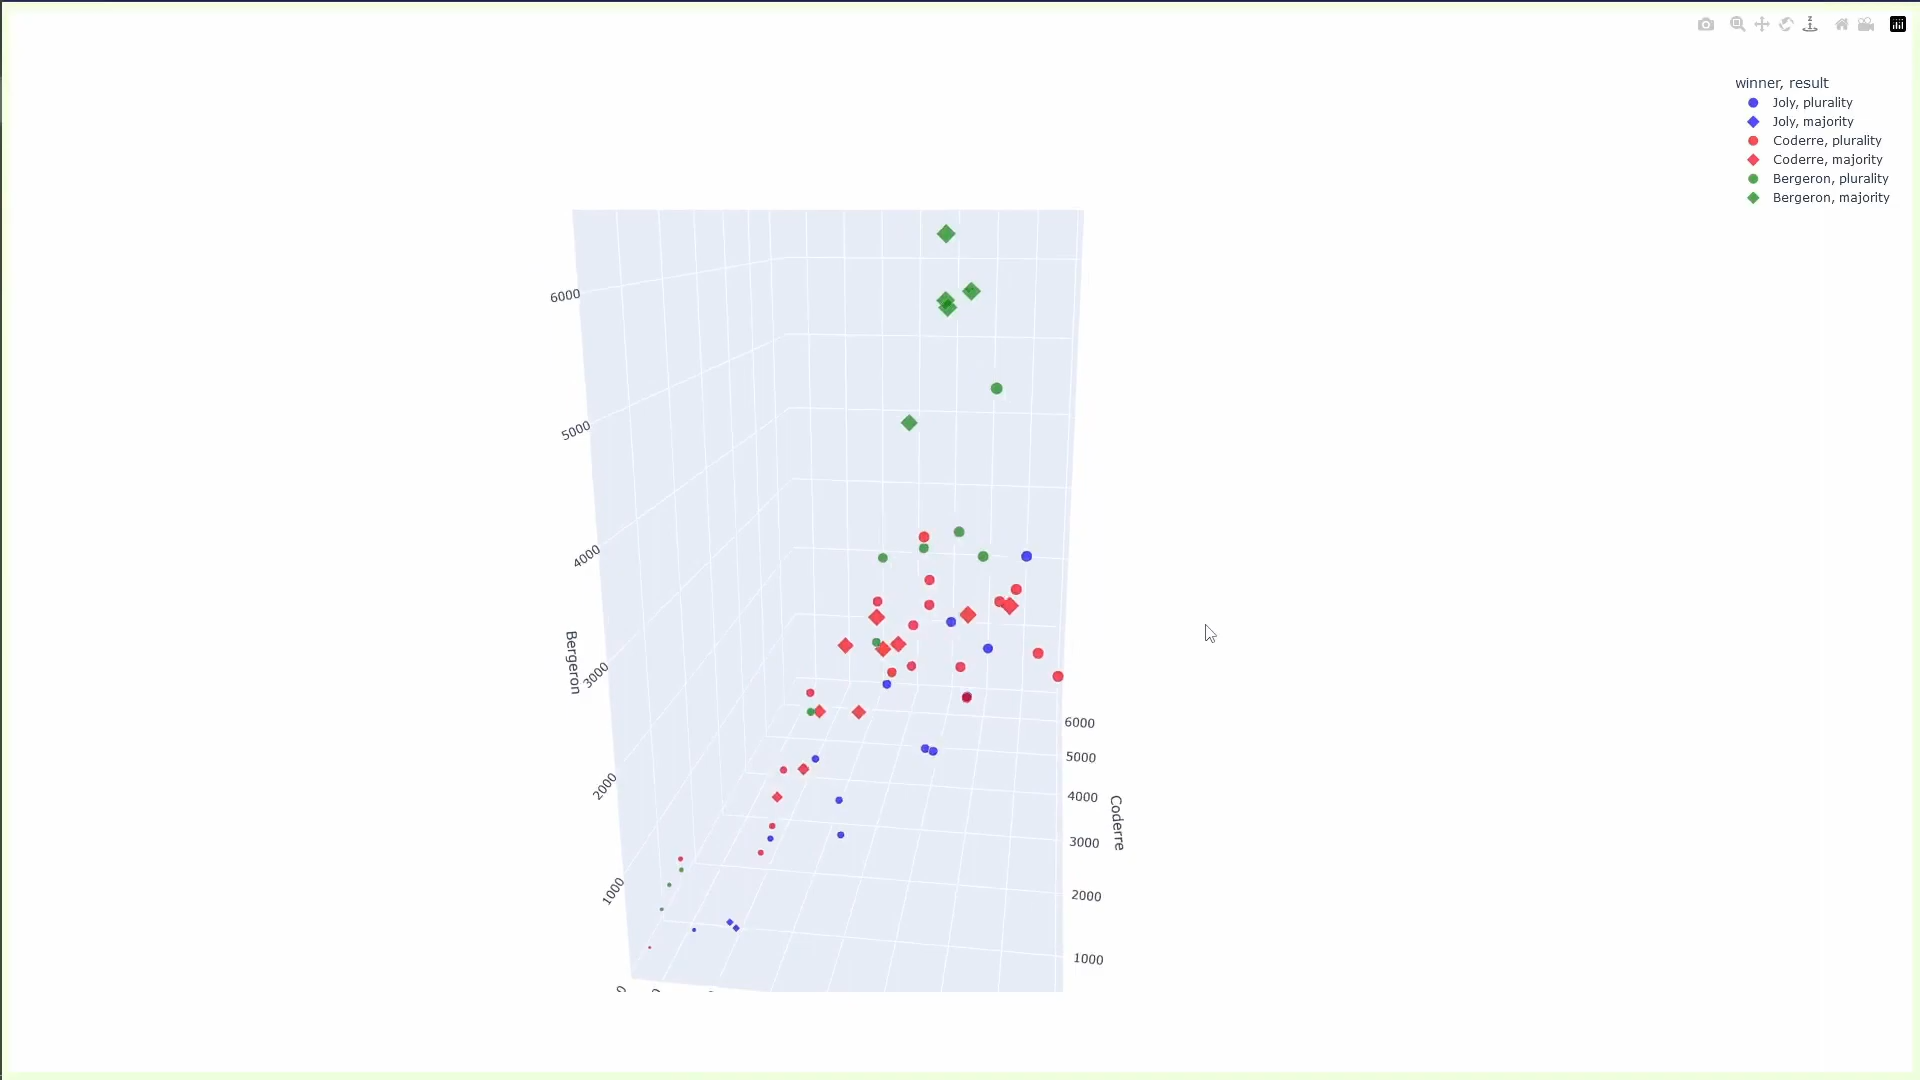 winner, result
Joly, plurality
Joly, majority
Coderre, plurality
Coderre, majority
Bergeron, plurality
Bergeron, majority
6000
5000
4000
3000
2000
1000
Bergeron
6000
5000
4000
3000
2000
1000
Coderre